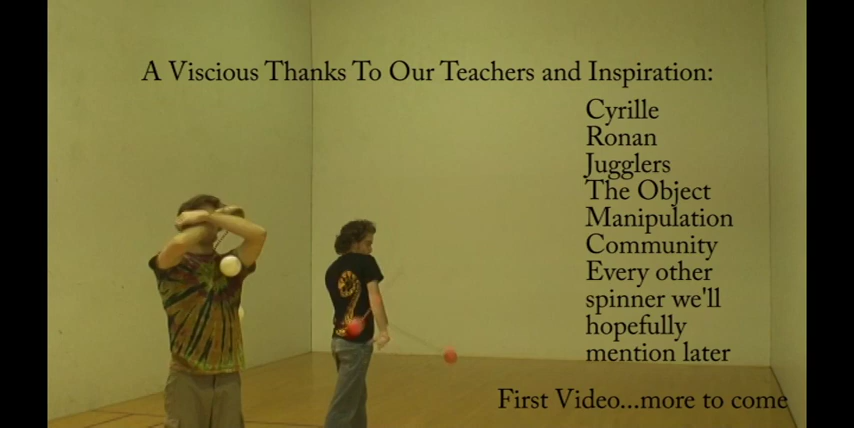 A Viscious Thanks To Our Teachers and Inspiration:
Cyrille
Ronan
Jugglers
The Object
Manipulation
Community
Every other
spinner we'll
hopefully
mention later
First Video...more to come